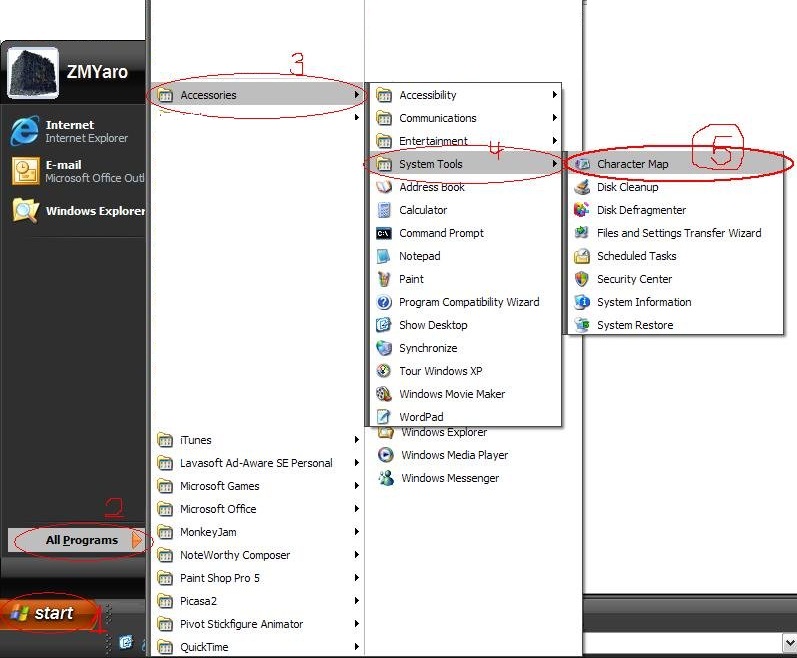 ZMYaro
Internet
Internet Explorer
E-mail
Microsoft Office Outl
Windows Explorer
2
All Programs
start
1
3
Accessories
iTunes
Lavasoft Ad-Aware SE Personal
Microsoft Games
Microsoft Office
MonkeyJam
NoteWorthy Composer
Paint Shop Pro 5
Picasa2
Pivot Stickfigure Animator
QuickTime
Accessibility
Communications
Entertainment
4
System Tools
Address Book
Calculator
C:\
Command Prompt
Notepad
Paint
Program Compatibility Wizard
Show Desktop
Synchronize
Tour Windows XP
Windows Movie Maker
WordPad
Windows Explorer
Windows Media Player
Windows Messenger
5
Character Map
Disk Cleanup
Disk Defragmenter
Files and Settings Transfer Wizard
Scheduled Tasks
Security Center
System Information
System Restore